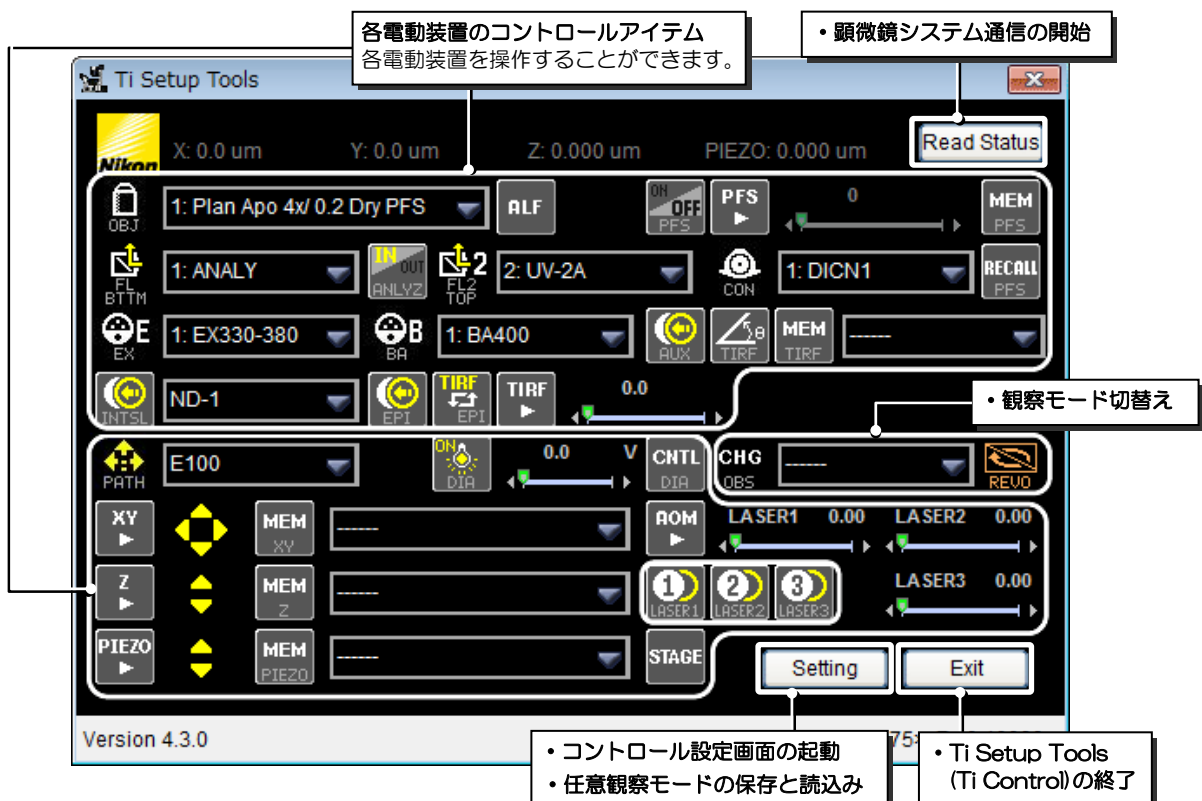 各電動装置のコントロールアイテム
各電動装置を操作することができます。
・顕微鏡システム通信の開始
Ti Setup Tools
Nikon
X: 0.0 um Y: 0.0 um Z: 0.000 um PIEZO: 0.000 um Read Status
OBJ 1: Plan Apo 4x/ 0.2 Dry PFS ALF ON OFF PFS PFS 0 MEM PFS
FL BTTM 1: ANALY IN OUT ANLYZ 2 FL2 TOP 2: UV-2A CON 1: DICN1 RECALL PFS
E EX 1: EX330-380 B BA 1: BA400 AUX θ TIRF MEM TIRF ------
INTSL ND-1 EPI TIRF EPI TIRF 0.0
・観察モード切替え
PATH E100 ON DIA 0.0 V CNTL DIA CHG OBS ------ REVO
XY MEM XY ------ AOM LASER1 0.00 LASER2 0.00
Z MEM Z ------ 1 LASER1 2 LASER2 3 LASER3 LASER3 0.00
PIEZO MEM PIEZO ------ STAGE
Setting Exit
Version 4.3.0
・コントロール設定画面の起動
・任意観察モードの保存と読込み
・Ti Setup Tools
(Ti Control)の終了